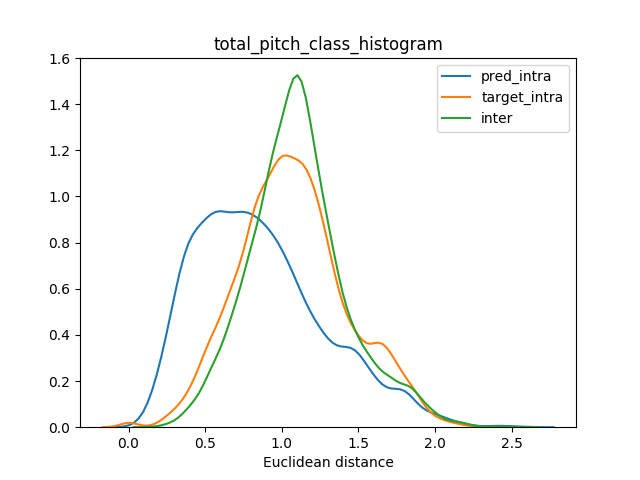 total_pitch_class_histogram
1.6
1.4
1.2
1.0
0.8
0.6
0.4
0.2
0.0
pred_intra
target_intra
inter
0.0 0.5 1.0 1.5 2.0 2.5
Euclidean distance